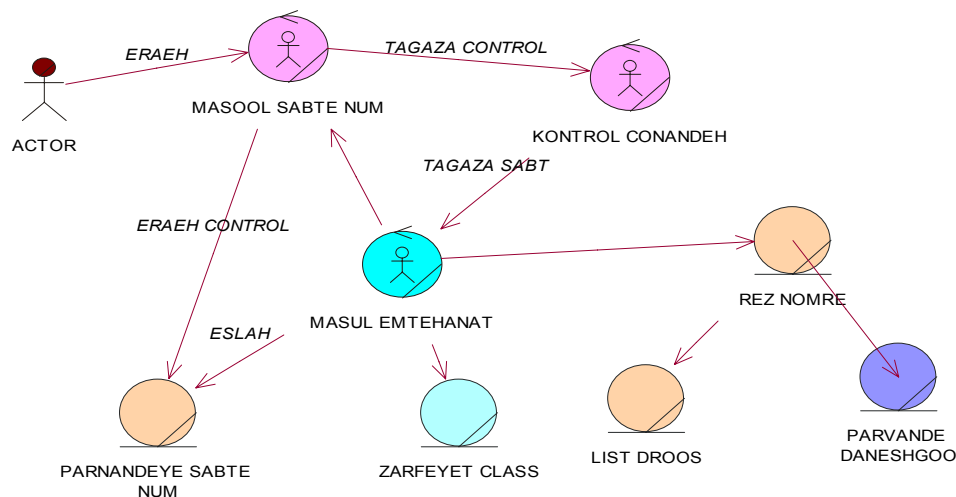 ERAEH
TAGAZA CONTROL
MASOOL SABTE NUM
ACTOR
KONTROL CONANDEH
TAGAZA SABT
ERAEH CONTROL
REZ NOMRE
MASUL EMTEHANAT
ESLAH
PARNANDEYE SABTE
NUM
ZARFEYET CLASS
LIST DROOS
PARVANDE
DANESHGOO